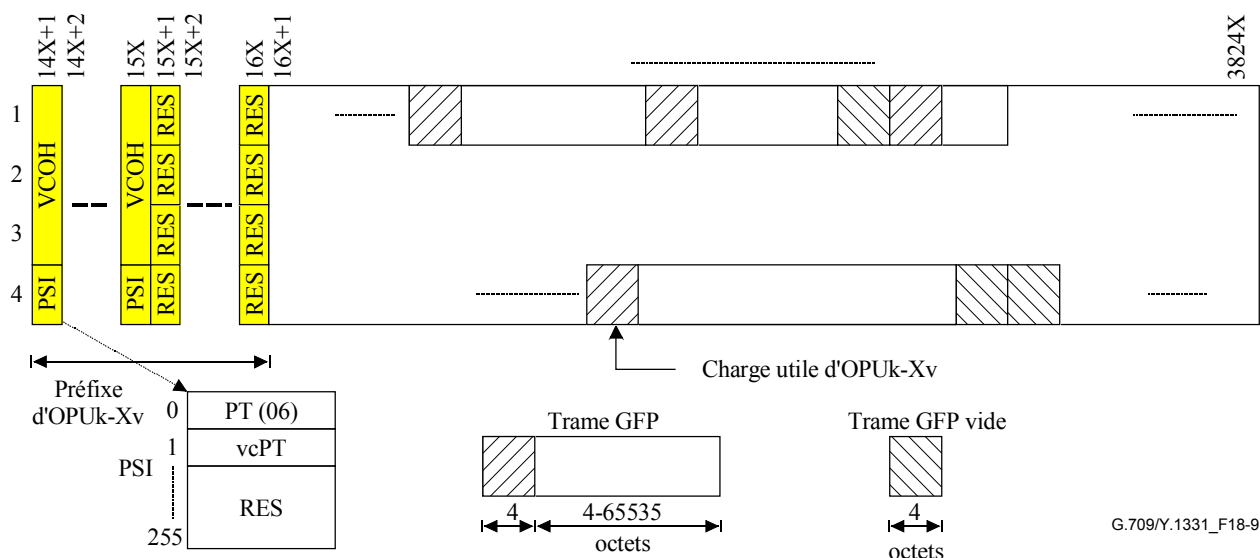 14X+1
14X+2
15X
15X+1
15X+2
16X
16X+1
3824X
1
2
3
4
VCOH
PSI
VCOH
PSI
RES
RES
RES
RES
RES
RES
RES
RES
Préfixe
d'OPUk-Xv
Charge utile d'OPUk-Xv
PSI
0
PT (06)
1
vcPT
RES
255
Trame GFP
4
4-65535
octets
Trame GFP vide
4
octets
G.709/Y.1331_F18-9